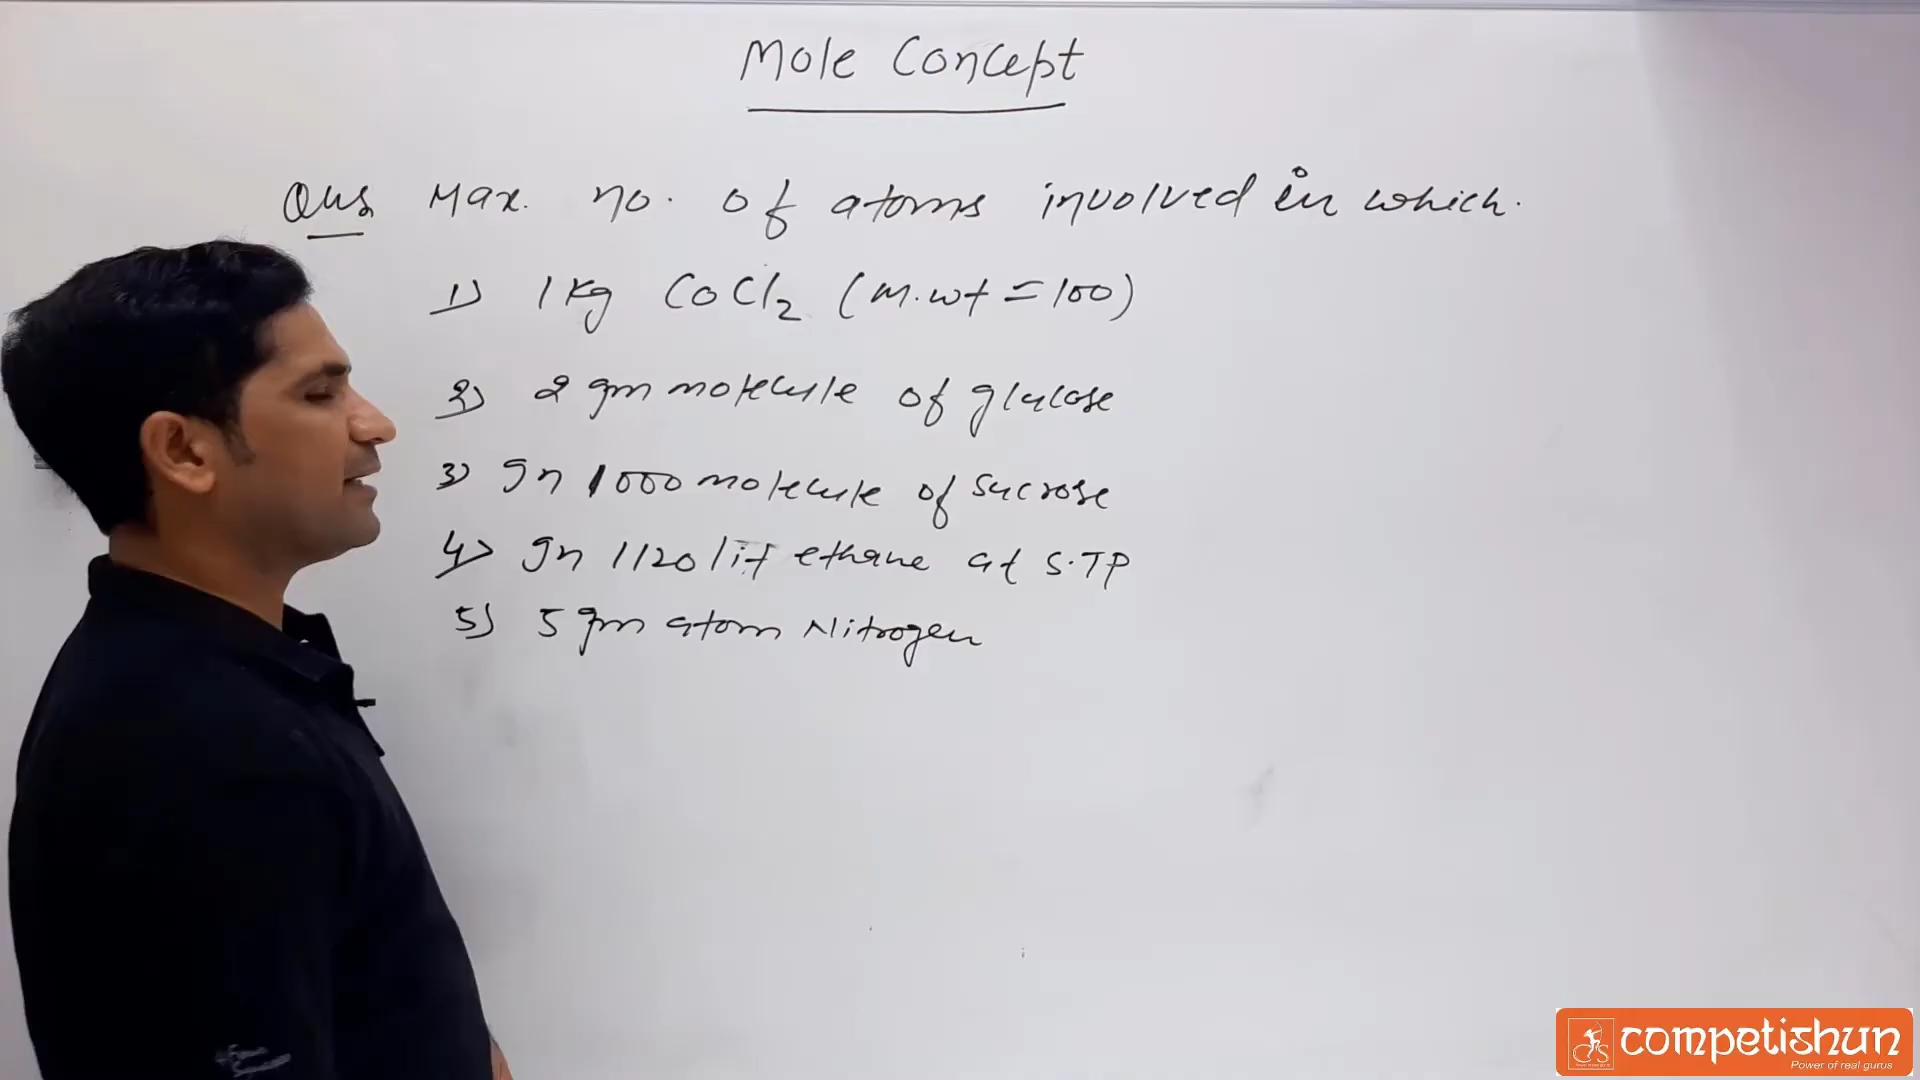 Mole Concept
Ques Max. no. of atoms involved in which.
1) 1 Kg CoCl2 (M.wt = 100)
2) 2 gm molecule of glucose
3) In 1000 molecule of sucrose
4) In 1120 lit ethane at S.TP
5) 5 gm atom Nitrogen
competishun
Power of real gurus